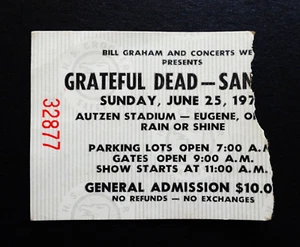 BILL GRAHAM AND CONCERTS WE
PRESENTS
GRATEFUL DEAD — SAN
SUNDAY, JUNE 25, 197
AUTZEN STADIUM — EUGENE, O
RAIN OR SHINE
PARKING LOTS OPEN 7:00 A.M
GATES OPEN 9:00 A.M.
SHOW STARTS AT 11:00 A.M.
GENERAL ADMISSION $10.0
NO REFUNDS — NO EXCHANGES
32877